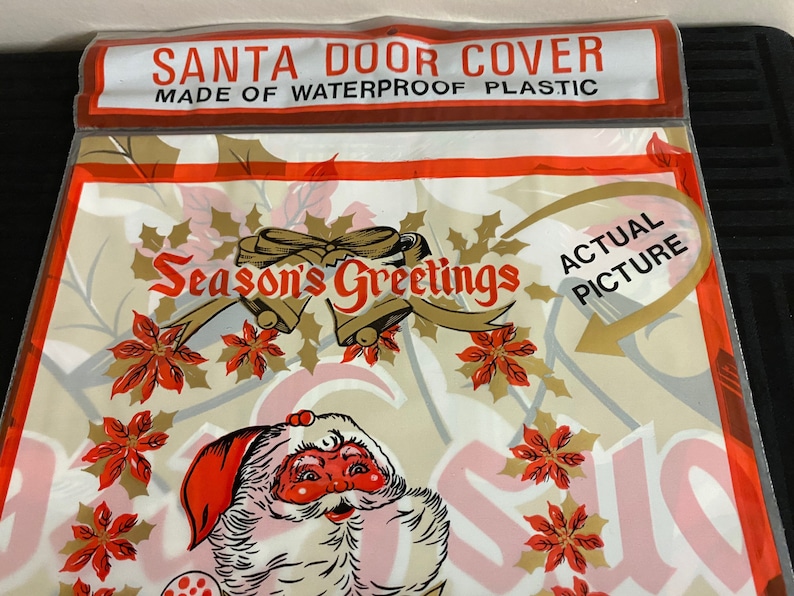 SANTA DOOR COVER
MADE OF WATERPROOF PLASTIC
Season's Greetings
ACTUAL
PICTURE